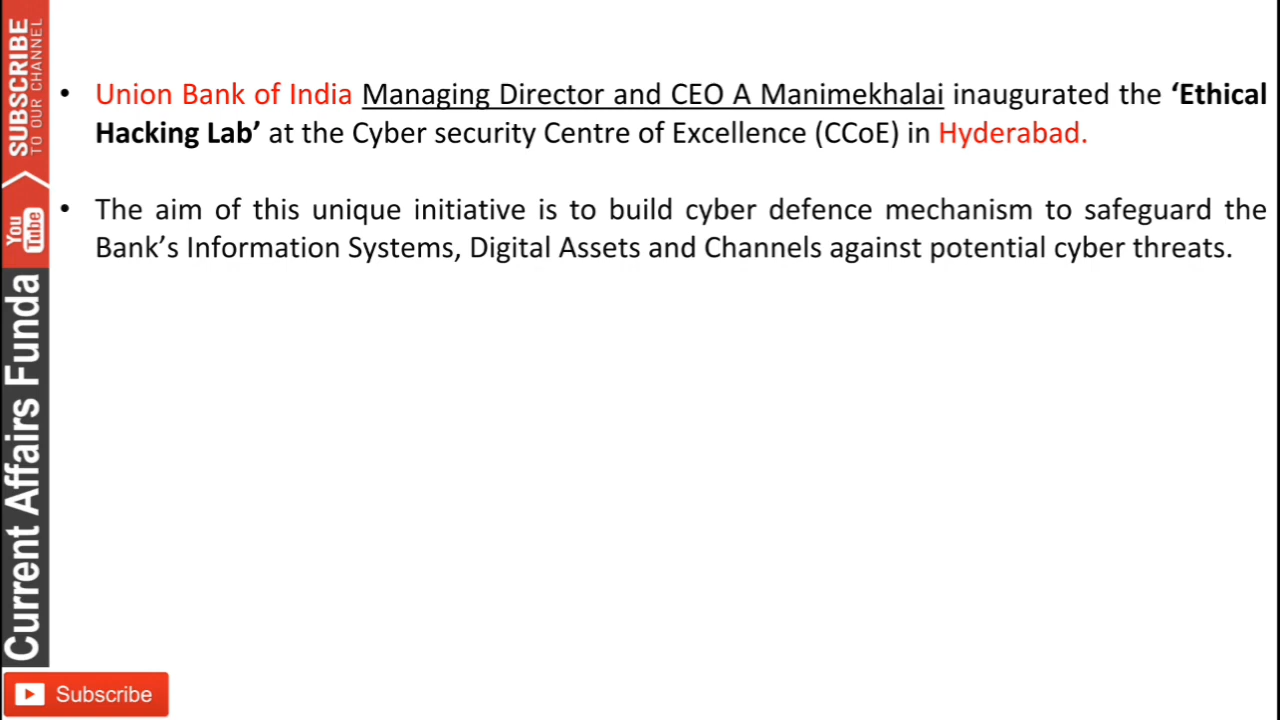 SUBSCRIBE
TO OUR CHANNEL
You
Tube
Current Affairs Funda
• Union Bank of India Managing Director and CEO A Manimekhalai inaugurated the ‘Ethical
Hacking Lab’ at the Cyber security Centre of Excellence (CCoE) in Hyderabad.
• The aim of this unique initiative is to build cyber defence mechanism to safeguard the
Bank’s Information Systems, Digital Assets and Channels against potential cyber threats.
Subscribe